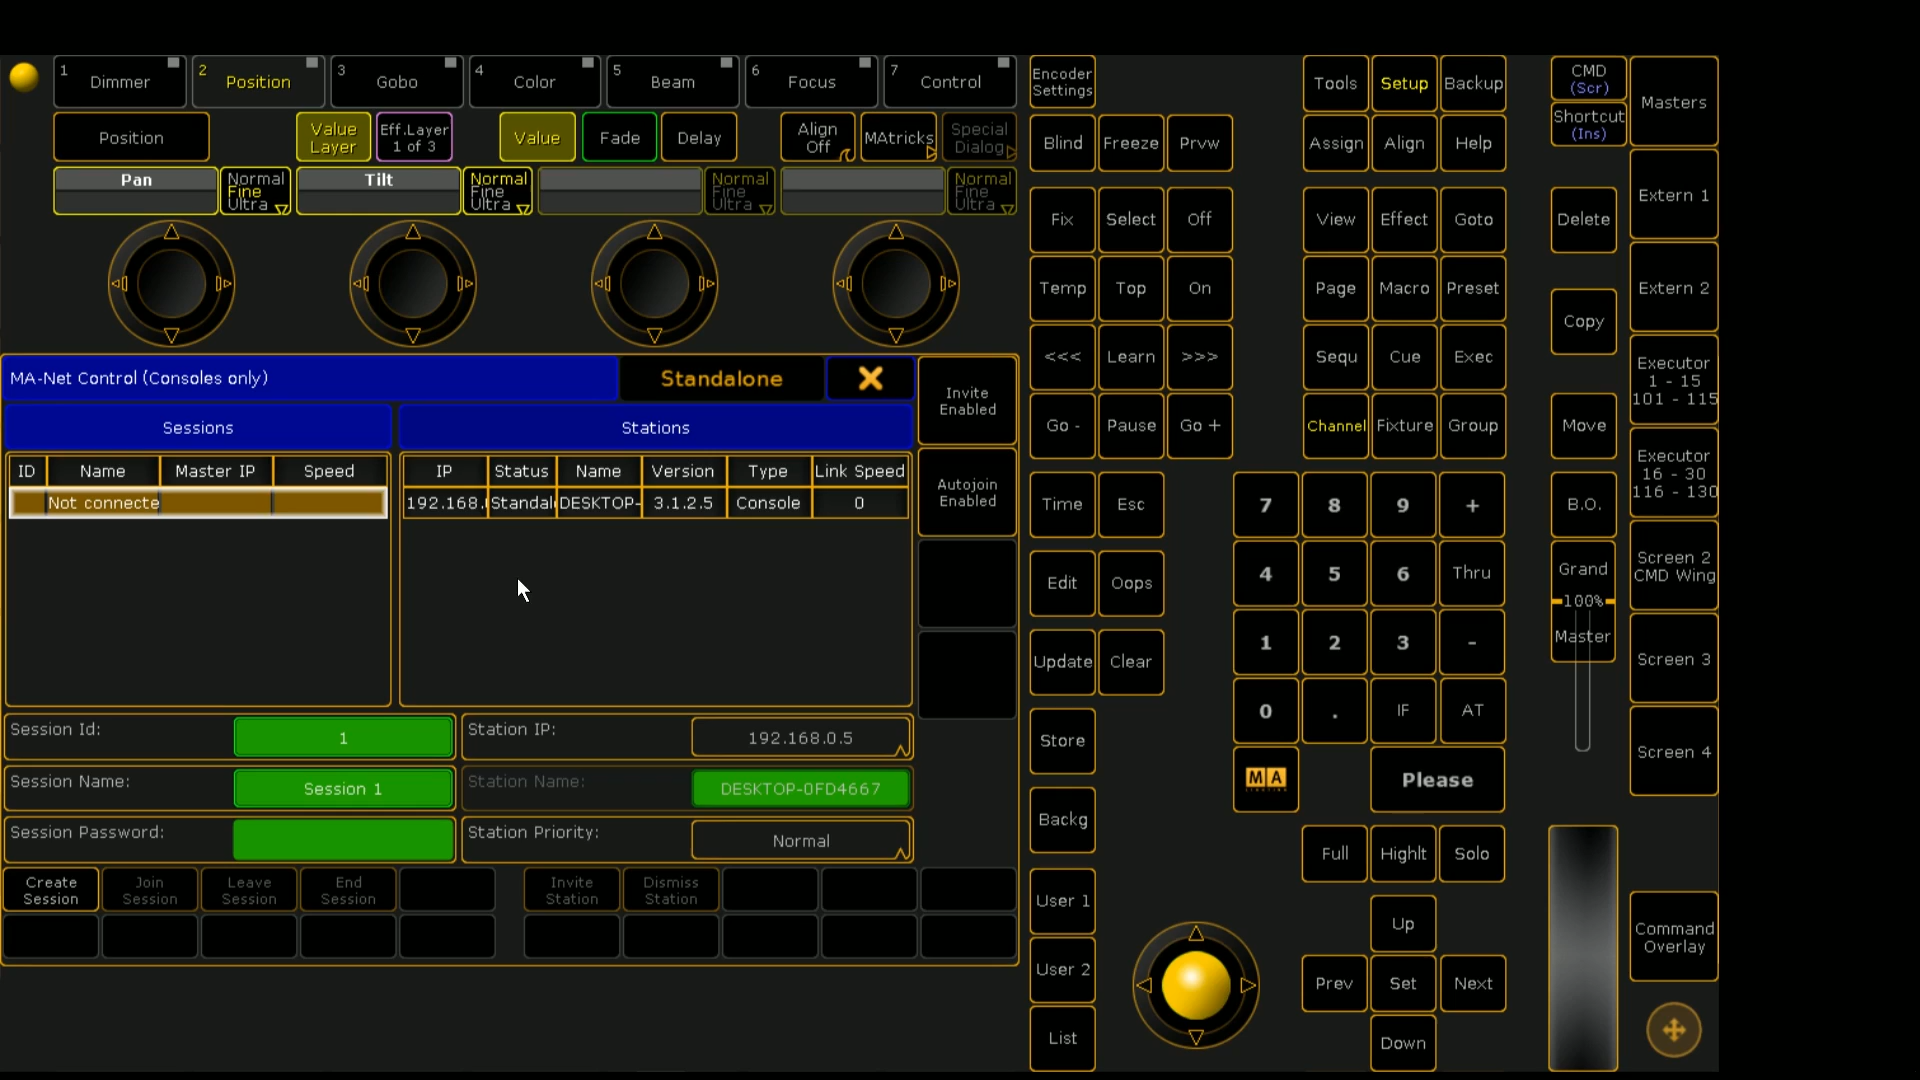 1 Dimmer
2 Position
3 Gobo
4 Color
5 Beam
6 Focus
7 Control
Position
Value Layer
Eff.Layer
1 of 3
Value
Fade
Delay
Align
Off
MAtricks
Special
Dialog
Pan
Normal
Fine
Ultra
Tilt
Normal
Fine
Ultra
Normal
Fine
Ultra
Normal
Fine
Ultra
MA-Net Control (Consoles only)
Standalone
Sessions
Stations
ID Name Master IP Speed
Not connecte
IP Status Name Version Type Link Speed
192.168. Standal DESKTOP- 3.1.2.5 Console 0
Invite
Enabled
Autojoin
Enabled
Session Id: 1
Station IP: 192.168.0.5
Session Name: Session 1
Station Name: DESKTOP-0FD4667
Session Password:
Station Priority: Normal
Create
Session
Join
Session
Leave
Session
End
Session
Invite
Station
Dismiss
Station
Encoder
Settings
Tools Setup Backup
CMD
(Scr)
Shortcut
(Ins)
Masters
Blind Freeze Prvw
Assign Align Help
Extern 1
Fix Select Off
View Effect Goto
Delete
Temp Top On
Page Macro Preset
Extern 2
Copy
<<< Learn >>>
Sequ Cue Exec
Executor
1 - 15
101 - 115
Go - Pause Go +
Channel Fixture Group
Move
Executor
16 - 30
116 - 130
Time Esc
7 8 9 +
B.O.
Edit Oops
4 5 6 Thru
Grand
100%
Master
Screen 2
CMD Wing
Update Clear
1 2 3 -
Screen 3
Store
0 . IF AT
Screen 4
MA
Please
Backg
Full Highlt Solo
User 1
Up
Command
Overlay
User 2
Prev Set Next
List
Down